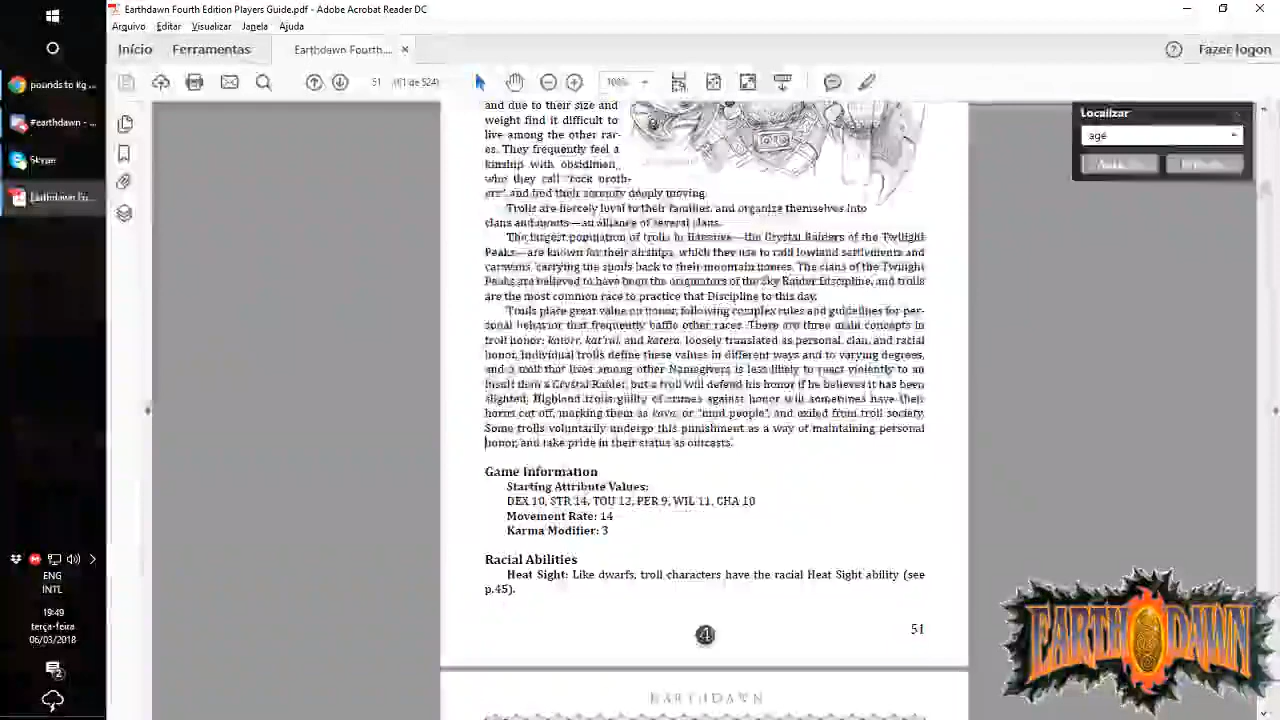 Earthdawn Fourth Edition Players Guide.pdf - Adobe Acrobat Reader DC
Arquivo Editar Visualizar Janela Ajuda
Início Ferramentas Earthdawn Fourth... × Fazer logon
51 (61 de 524) 100%
pounds to kg ...
#earthdawn - ...
Skype
Earthdawn Fo...
Localizar
age
and due to their size and
weight find it difficult to
live among the other rac-
es. They frequently feel a
kinship with obsidimen,
who they call "rock broth-
ers" and find their serenity deeply moving.
Trolls are fiercely loyal to their families, and organize themselves into
clans and moots—an alliance of several clans.
The largest population of trolls in Barsaive—the Crystal Raiders of the Twilight
Peaks—are known for their airships, which they use to raid lowland settlements and
caravans, carrying the spoils back to their mountain homes. The clans of the Twilight
Peaks are believed to have been the originators of the Sky Raider Discipline, and trolls
are the most common race to practice that Discipline to this day.
Trolls place great value on honor, following complex rules and guidelines for per-
sonal behavior that frequently baffle other races. There are three main concepts in
troll honor: katorr, kat'ral, and katera, loosely translated as personal, clan, and racial
honor. Individual trolls define these values in different ways and to varying degrees,
and a troll that lives among other Namegivers is less likely to react violently to an
insult than a Crystal Raider, but a troll will defend his honor if he believes it has been
slighted. Highland trolls guilty of crimes against honor will sometimes have their
horns cut off, marking them as kava, or "mud people", and exiled from troll society.
Some trolls voluntarily undergo this punishment as a way of maintaining personal
honor, and take pride in their status as outcasts.
Game Information
Starting Attribute Values:
DEX 10, STR 14, TOU 12, PER 9, WIL 11, CHA 10
Movement Rate: 14
Karma Modifier: 3
Racial Abilities
Heat Sight: Like dwarfs, troll characters have the racial Heat Sight ability (see
p.45).
4
51
EARTHDAWN
ENG
INTL
19:49
terça-feira
06/03/2018
2
EARTHDAWN